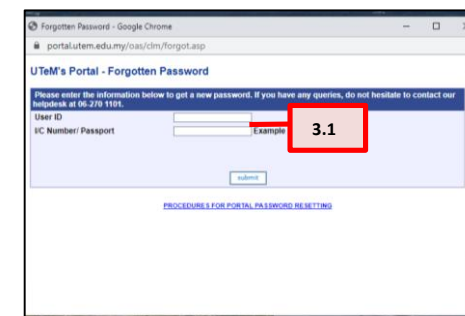 Forgotten Password - Google Chrome
portal.utem.edu.my/oas/clm/forgot.asp
UTeM's Portal - Forgotten Password
Please enter the information below to get a new password. If you have any queries, do not hesitate to contact our
helpdesk at 06-270 1101.
User ID
I/C Number/ Passport Example
3.1
submit
PROCEDURES FOR PORTAL PASSWORD RESETTING